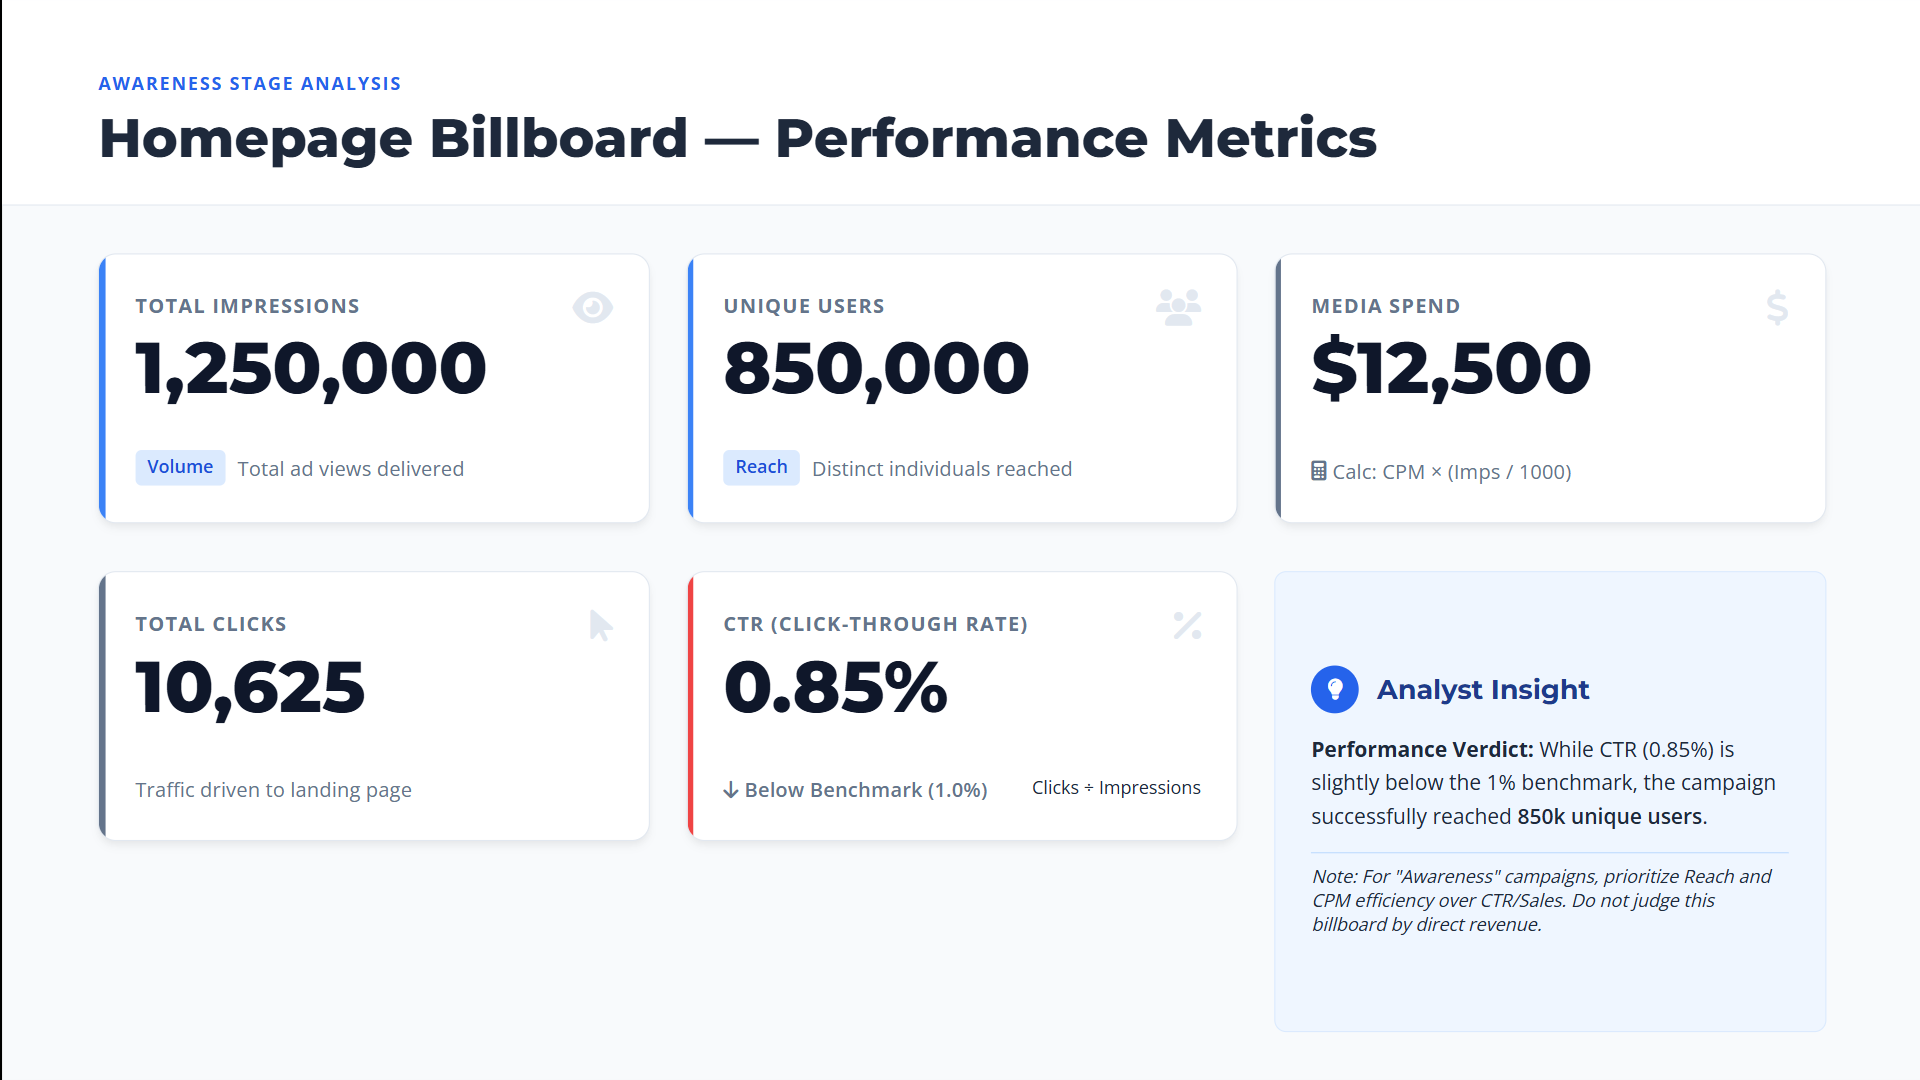 AWARENESS STAGE ANALYSIS
Homepage Billboard — Performance Metrics
TOTAL IMPRESSIONS
1,250,000
Volume Total ad views delivered
UNIQUE USERS
850,000
Reach Distinct individuals reached
MEDIA SPEND
$12,500
Calc: CPM × (Imps / 1000)
TOTAL CLICKS
10,625
Traffic driven to landing page
CTR (CLICK-THROUGH RATE)
0.85%
Below Benchmark (1.0%) Clicks ÷ Impressions
Analyst Insight
Performance Verdict: While CTR (0.85%) is
slightly below the 1% benchmark, the campaign
successfully reached 850k unique users.
Note: For "Awareness" campaigns, prioritize Reach and
CPM efficiency over CTR/Sales. Do not judge this
billboard by direct revenue.